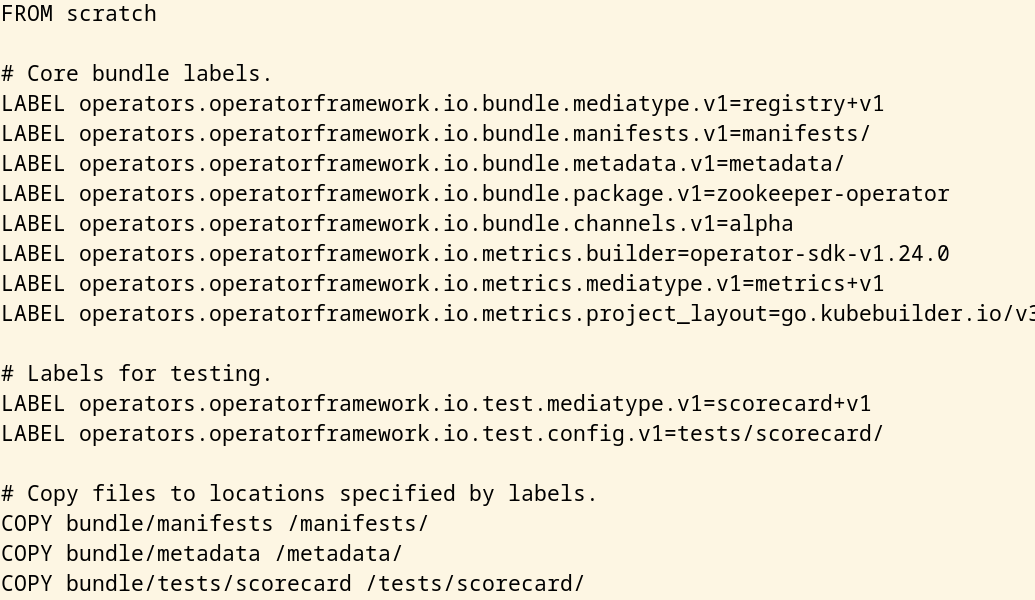 FROM scratch

# Core bundle labels.
LABEL operators.operatorframework.io.bundle.mediatype.v1=registry+v1
LABEL operators.operatorframework.io.bundle.manifests.v1=manifests/
LABEL operators.operatorframework.io.bundle.metadata.v1=metadata/
LABEL operators.operatorframework.io.bundle.package.v1=zookeeper-operator
LABEL operators.operatorframework.io.bundle.channels.v1=alpha
LABEL operators.operatorframework.io.metrics.builder=operator-sdk-v1.24.0
LABEL operators.operatorframework.io.metrics.mediatype.v1=metrics+v1
LABEL operators.operatorframework.io.metrics.project_layout=go.kubebuilder.io/v3

# Labels for testing.
LABEL operators.operatorframework.io.test.mediatype.v1=scorecard+v1
LABEL operators.operatorframework.io.test.config.v1=tests/scorecard/

# Copy files to locations specified by labels.
COPY bundle/manifests /manifests/
COPY bundle/metadata /metadata/
COPY bundle/tests/scorecard /tests/scorecard/